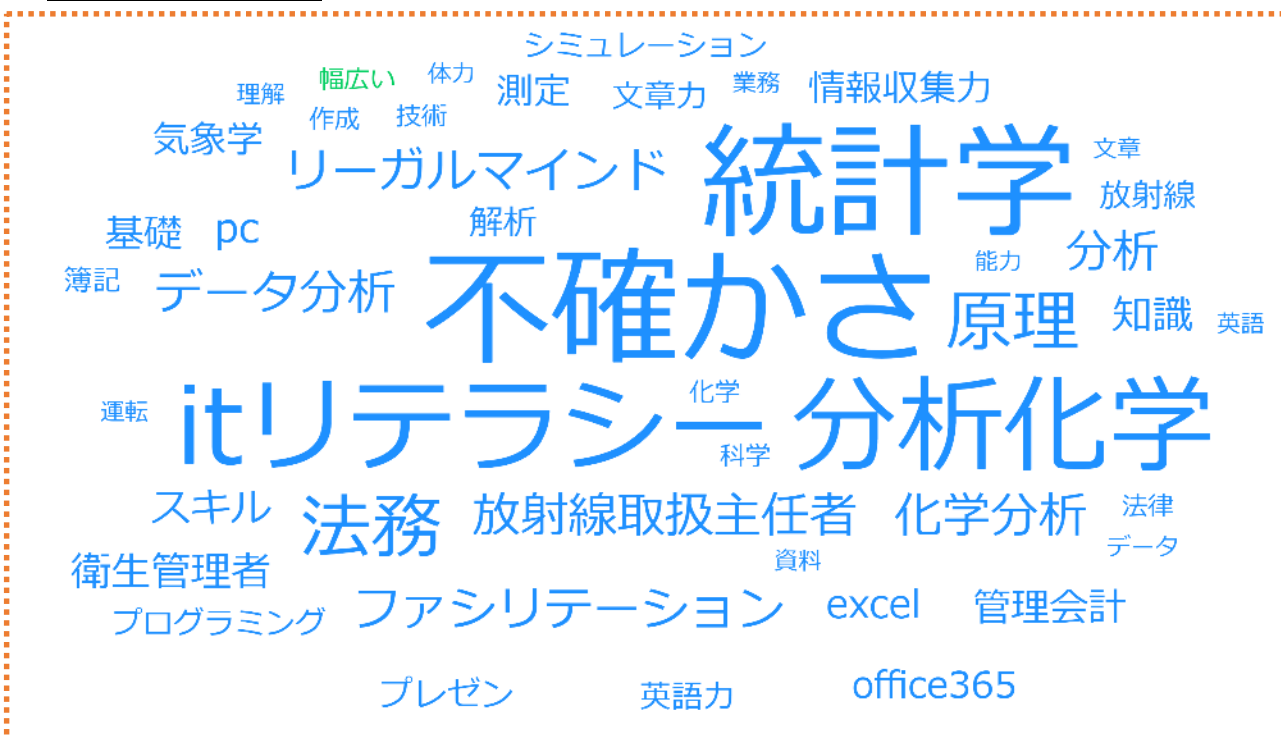 シミュレーション
理解 幅広い 体力 測定 文章力 業務 情報収集力
気象学 作成 技術
リーガルマインド 統計学 文章
放射線
基礎 pc 解析 能力 分析
簿記 データ分析 不確かさ 原理 知識 英語
運転 itリテラシー 化学 分析化学
科学
スキル 法務 放射線取扱主任者 化学分析 法律
衛生管理者 資料 データ
プログラミング ファシリテーション excel 管理会計
プレゼン 英語力 office365